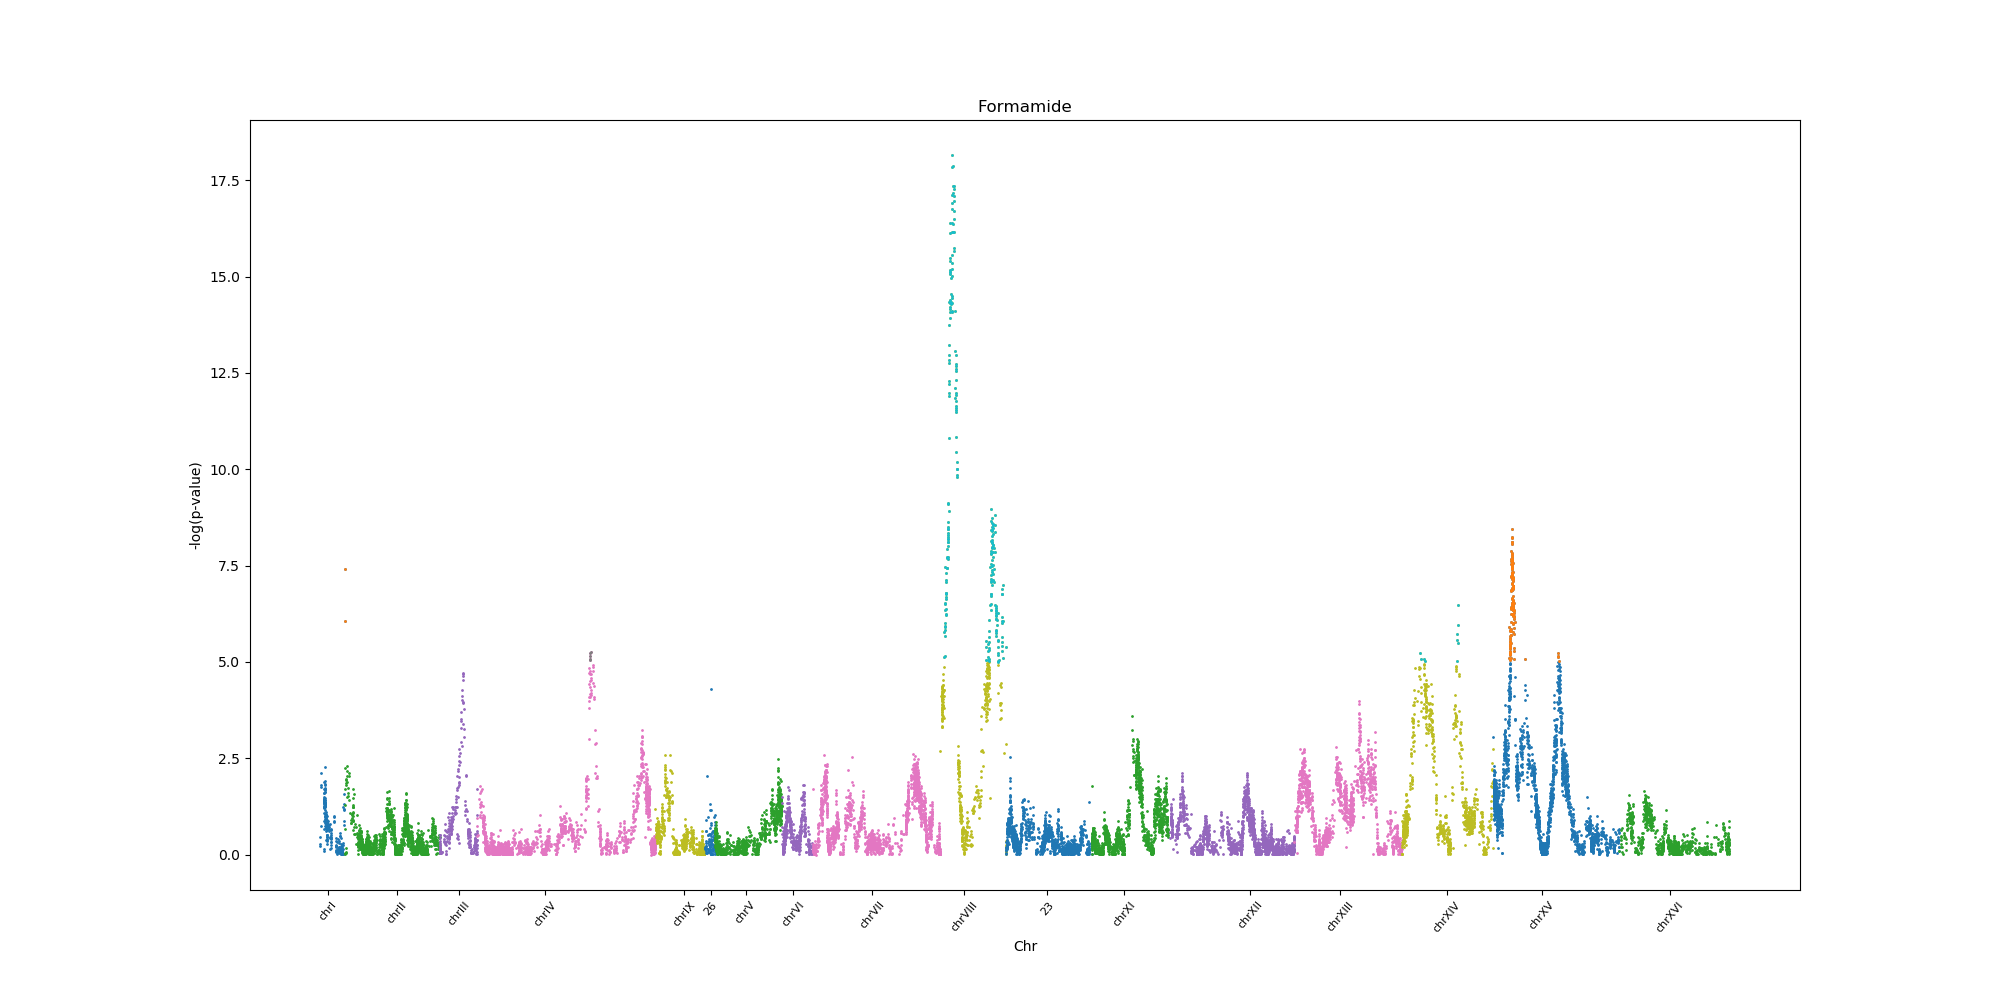 Formamide
17.5
15.0
12.5
10.0
7.5
5.0
2.5
0.0
-log(p-value)
chrI chrII chrIII chrIV chrIX 26 chrV chrVI chrVII chrVIII 23 chrXI chrXII chrXIII chrXIV chrXV chrXVI
Chr